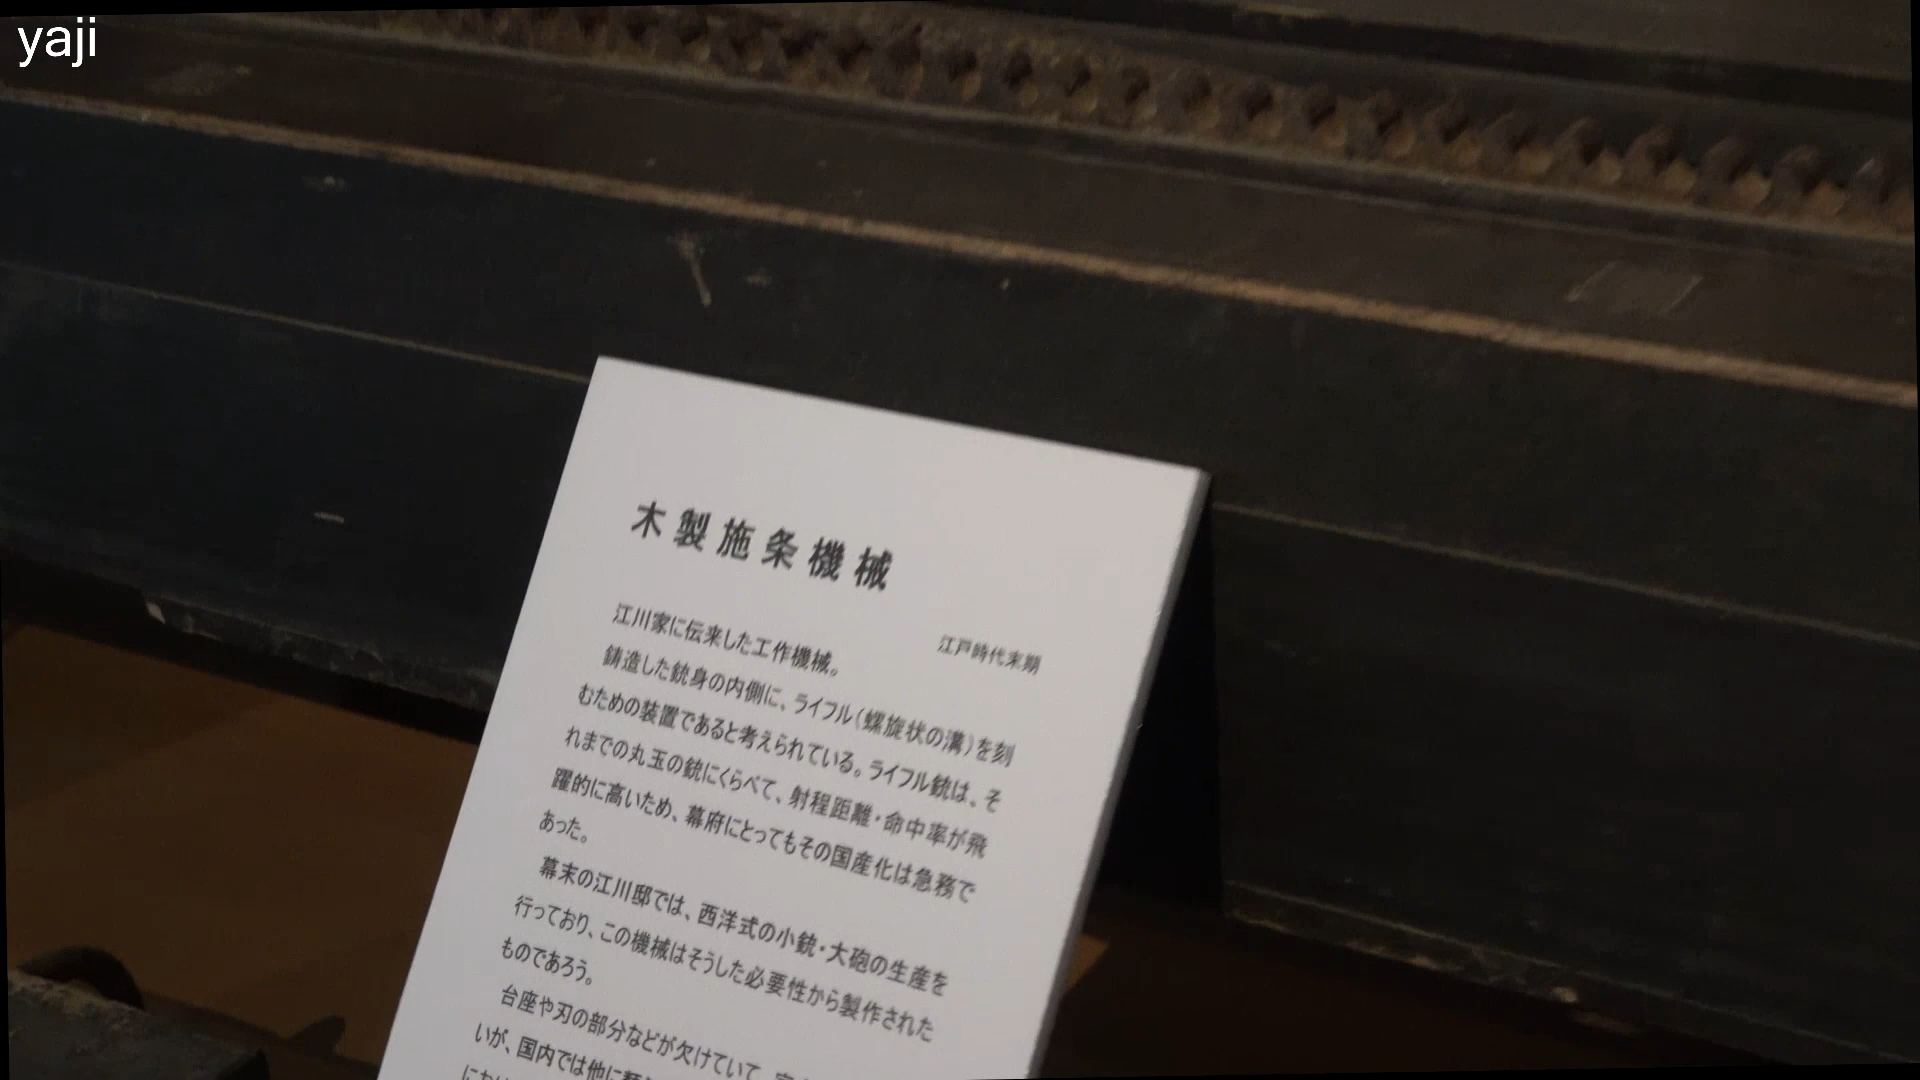 yaji
木製施条機械
江戸時代末期
江川家に伝来した工作機械。
鋳造した銃身の内側に、ライフル(螺旋状の溝)を刻
むための装置であると考えられている。ライフル銃は、そ
れまでの丸玉の銃にくらべて、射程距離・命中率が飛
躍的に高いため、幕府にとってもその国産化は急務で
あった。
幕末の江川邸では、西洋式の小銃・大砲の生産を
行っており、この機械はそうした必要性から製作された
ものであろう。
台座や刃の部分などが欠けていて、
いが、国内では他に